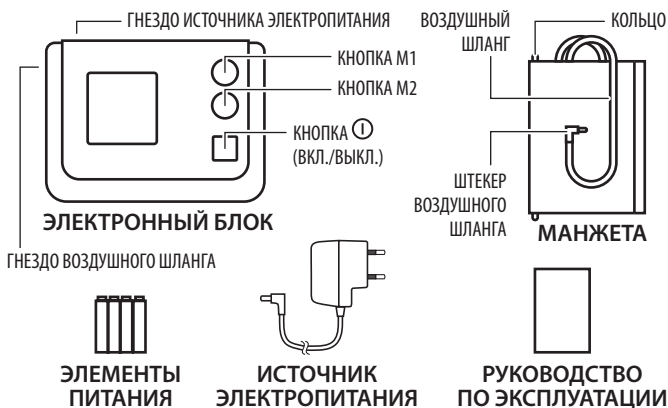 ГНЕЗДО ИСТОЧНИКА ЭЛЕКТРОПИТАНИЯ
КНОПКА М1
КНОПКА М2
КНОПКА
(ВКЛ./ВЫКЛ.)
ЭЛЕКТРОННЫЙ БЛОК
ГНЕЗДО ВОЗДУШНОГО ШЛАНГА
ВОЗДУШНЫЙ
ШЛАНГ
КОЛЬЦО
ШТЕКЕР
ВОЗДУШНОГО
ШЛАНГА
МАНЖЕТА
ЭЛЕМЕНТЫ
ПИТАНИЯ
ИСТОЧНИК
ЭЛЕКТРОПИТАНИЯ
РУКОВОДСТВО
ПО ЭКСПЛУАТАЦИИ